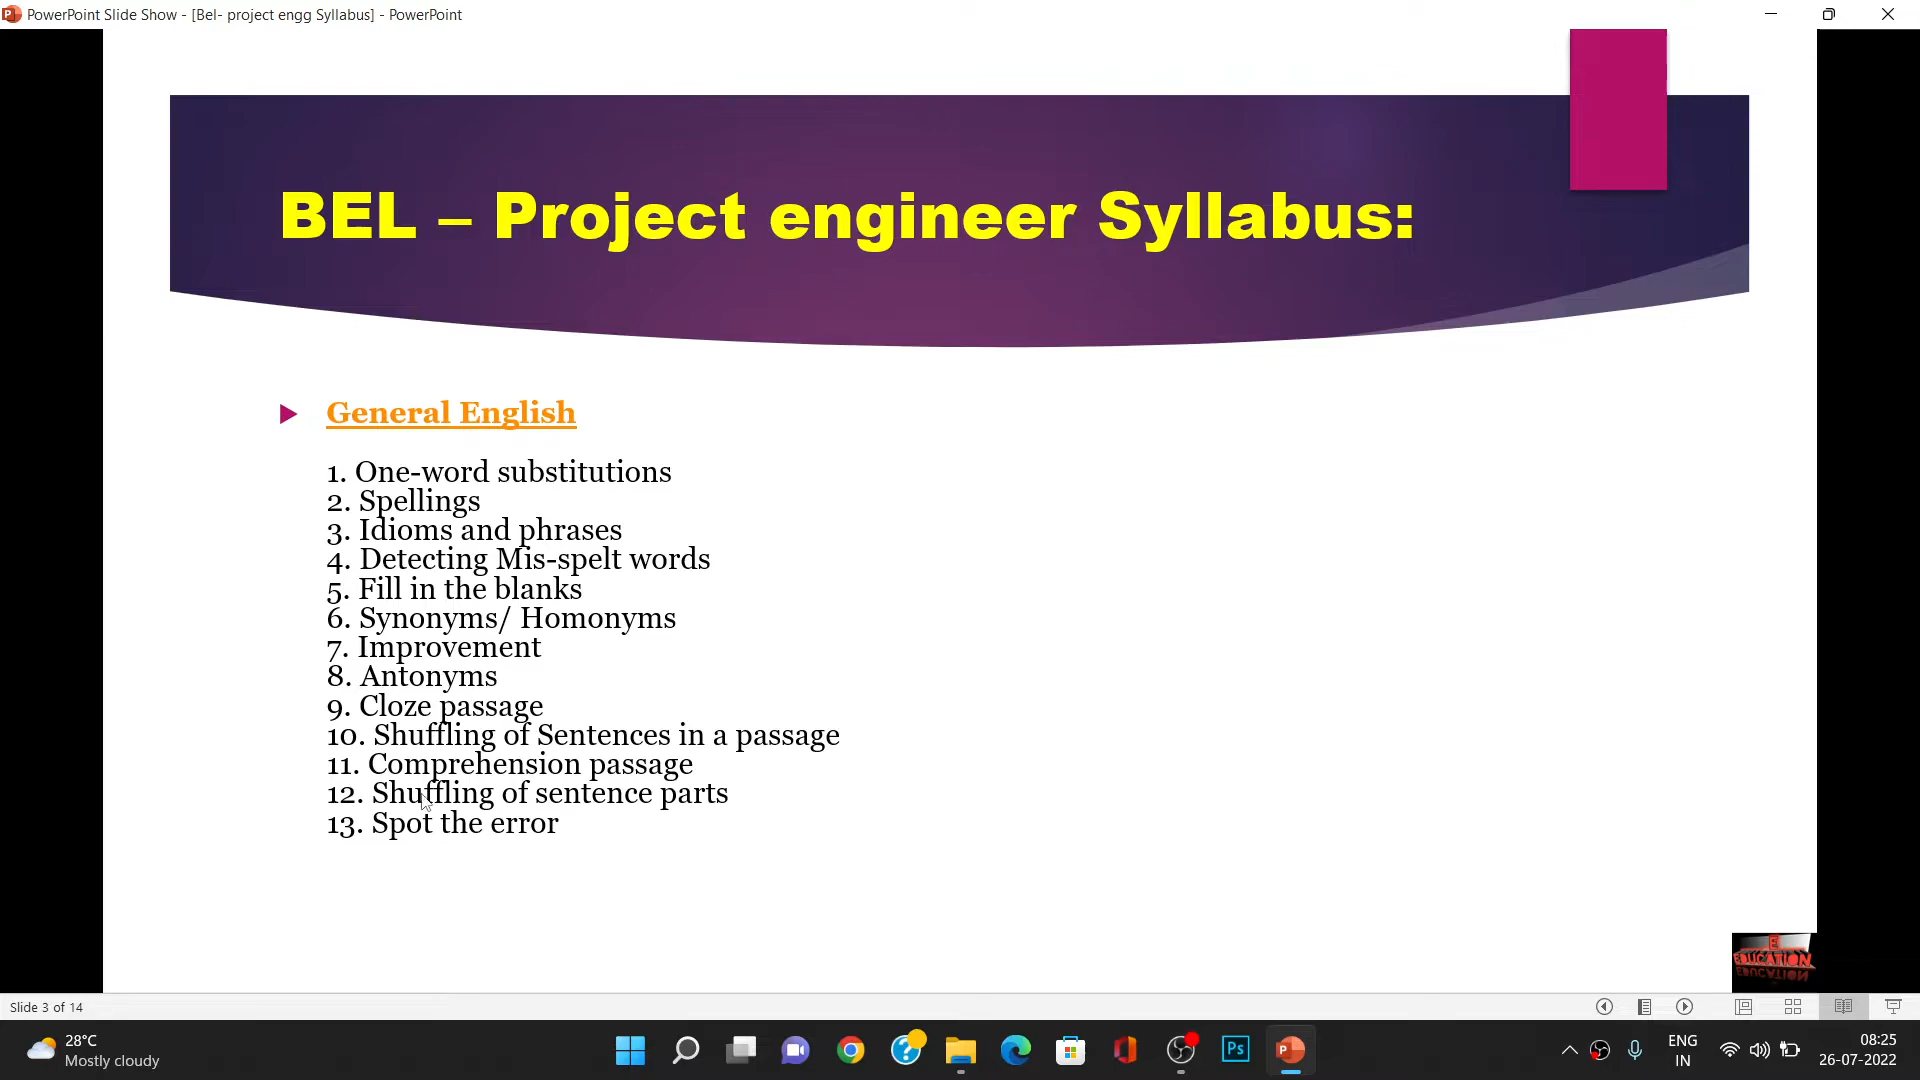 PowerPoint Slide Show - [Bel- project engg Syllabus] - PowerPoint
BEL – Project engineer Syllabus:
General English
1. One-word substitutions
2. Spellings
3. Idioms and phrases
4. Detecting Mis-spelt words
5. Fill in the blanks
6. Synonyms/ Homonyms
7. Improvement
8. Antonyms
9. Cloze passage
10. Shuffling of Sentences in a passage
11. Comprehension passage
12. Shuffling of sentence parts
13. Spot the error
EDUCATION
Slide 3 of 14
28°C
Mostly cloudy
Ps
ENG
IN
08:25
26-07-2022